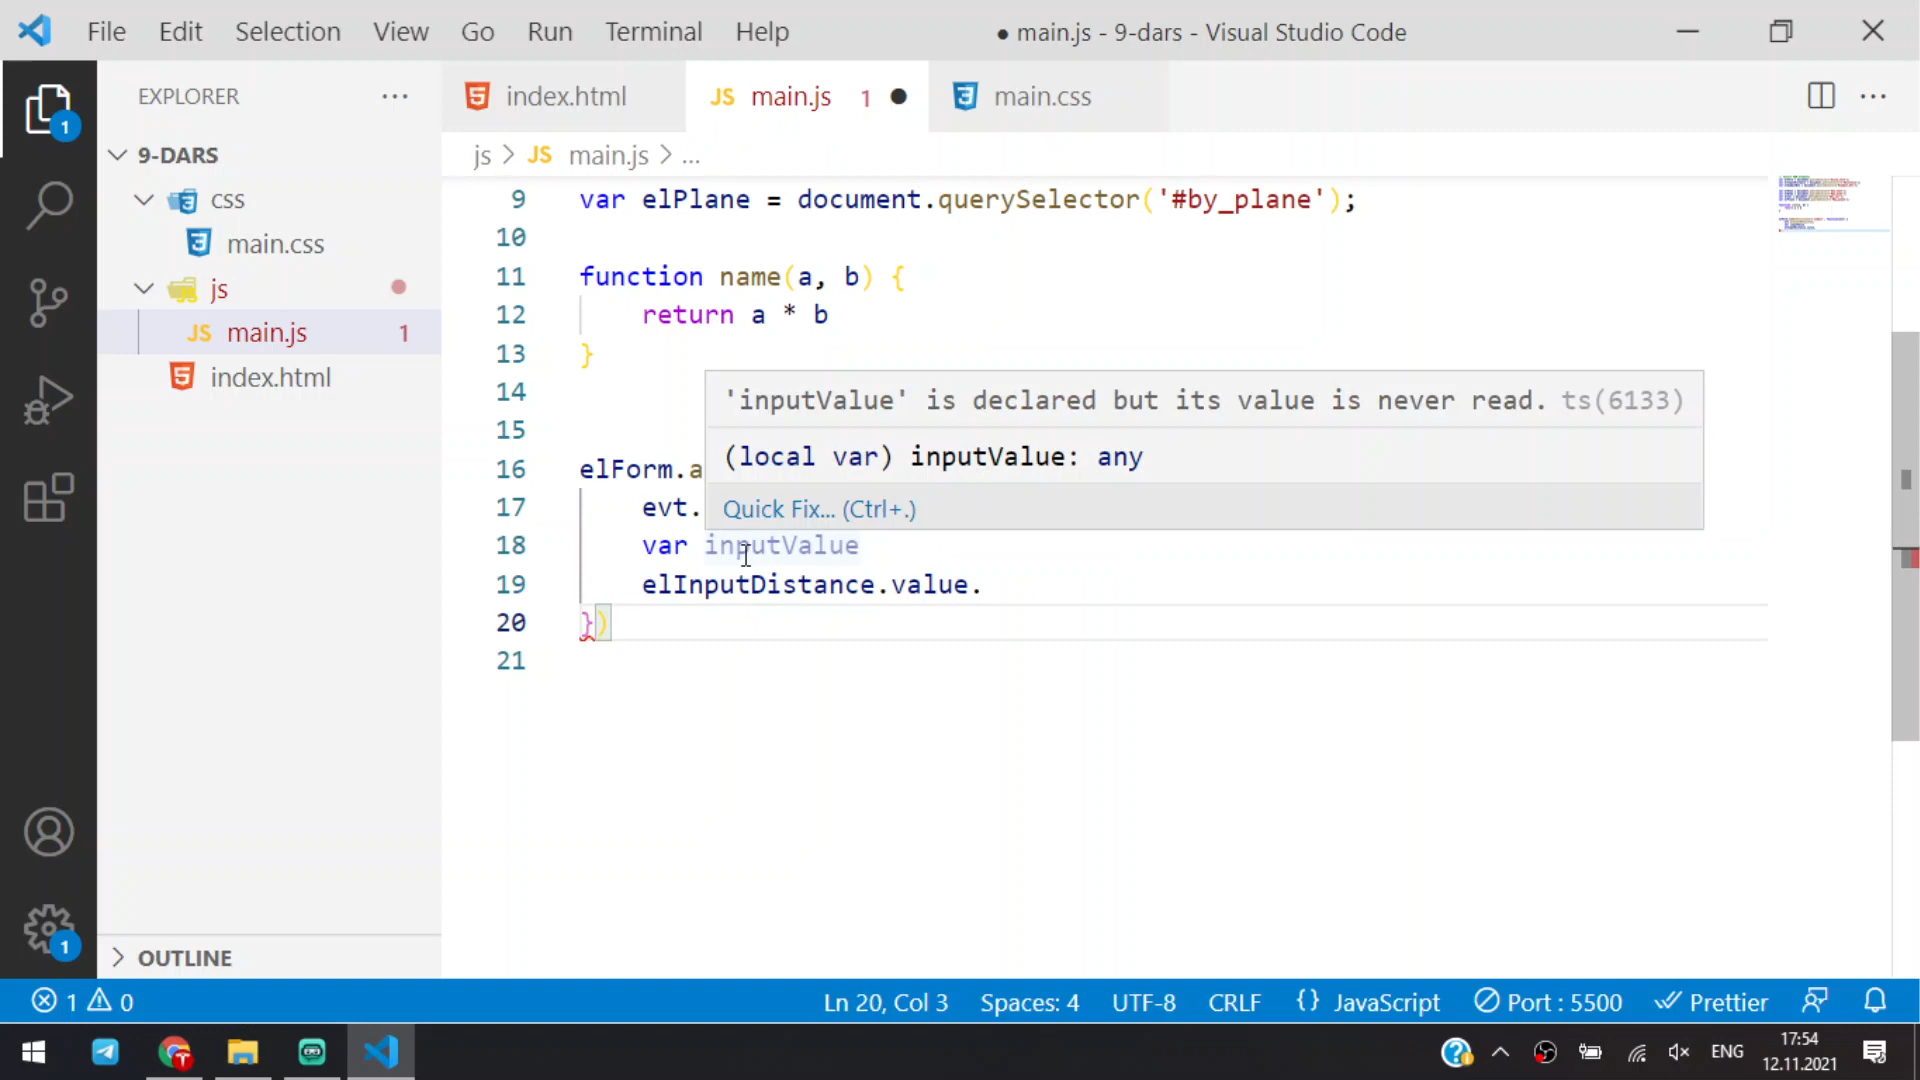 File Edit Selection View Go Run Terminal Help ● main.js - 9-dars - Visual Studio Code
EXPLORER ...
index.html JS main.js 1 main.css
1
9-DARS
js > JS main.js > ...
css
main.css
js
JS main.js 1
index.html
9 var elPlane = document.querySelector('#by_plane');
10
11 function name(a, b) {
12 return a * b
13 }
14
15
16 elForm.a
17 evt.
18 var inputValue
19 elInputDistance.value.
20 })
21
'inputValue' is declared but its value is never read. ts(6133)
(local var) inputValue: any
Quick Fix... (Ctrl+.)
1
OUTLINE
1 0 Ln 20, Col 3 Spaces: 4 UTF-8 CRLF {} JavaScript Port : 5500 Prettier
ENG 17:54
12.11.2021